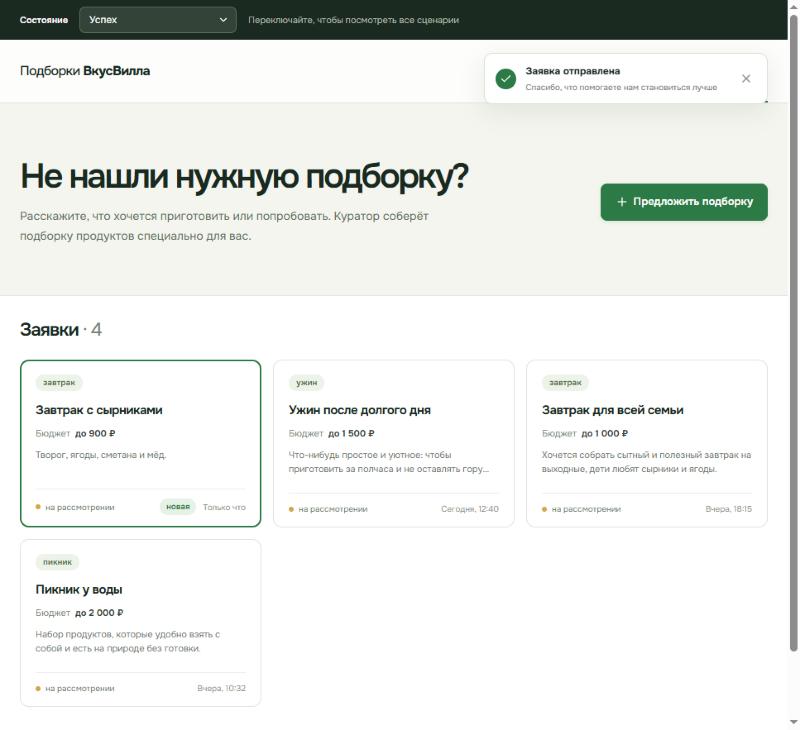 Состояние
Успех
Переключайте, чтобы посмотреть все сценарии
Подборки ВкусВилла
Заявка отправлена
Спасибо, что помогаете нам становиться лучше
Не нашли нужную подборку?
Расскажите, что хочется приготовить или попробовать. Куратор соберёт
подборку продуктов специально для вас.
+ Предложить подборку
Заявки · 4
завтрак
Завтрак с сырниками
Бюджет до 900 ₽
Творог, ягоды, сметана и мёд.
на рассмотрении
новая
Только что
ужин
Ужин после долгого дня
Бюджет до 1 500 ₽
Что-нибудь простое и уютное: чтобы
приготовить за полчаса и не оставлять гору...
на рассмотрении
Сегодня, 12:40
завтрак
Завтрак для всей семьи
Бюджет до 1 000 ₽
Хочется собрать сытный и полезный завтрак на
выходные, дети любят сырники и ягоды.
на рассмотрении
Вчера, 18:15
пикник
Пикник у воды
Бюджет до 2 000 ₽
Набор продуктов, которые удобно взять с
собой и есть на природе без готовки.
на рассмотрении
Вчера, 10:32